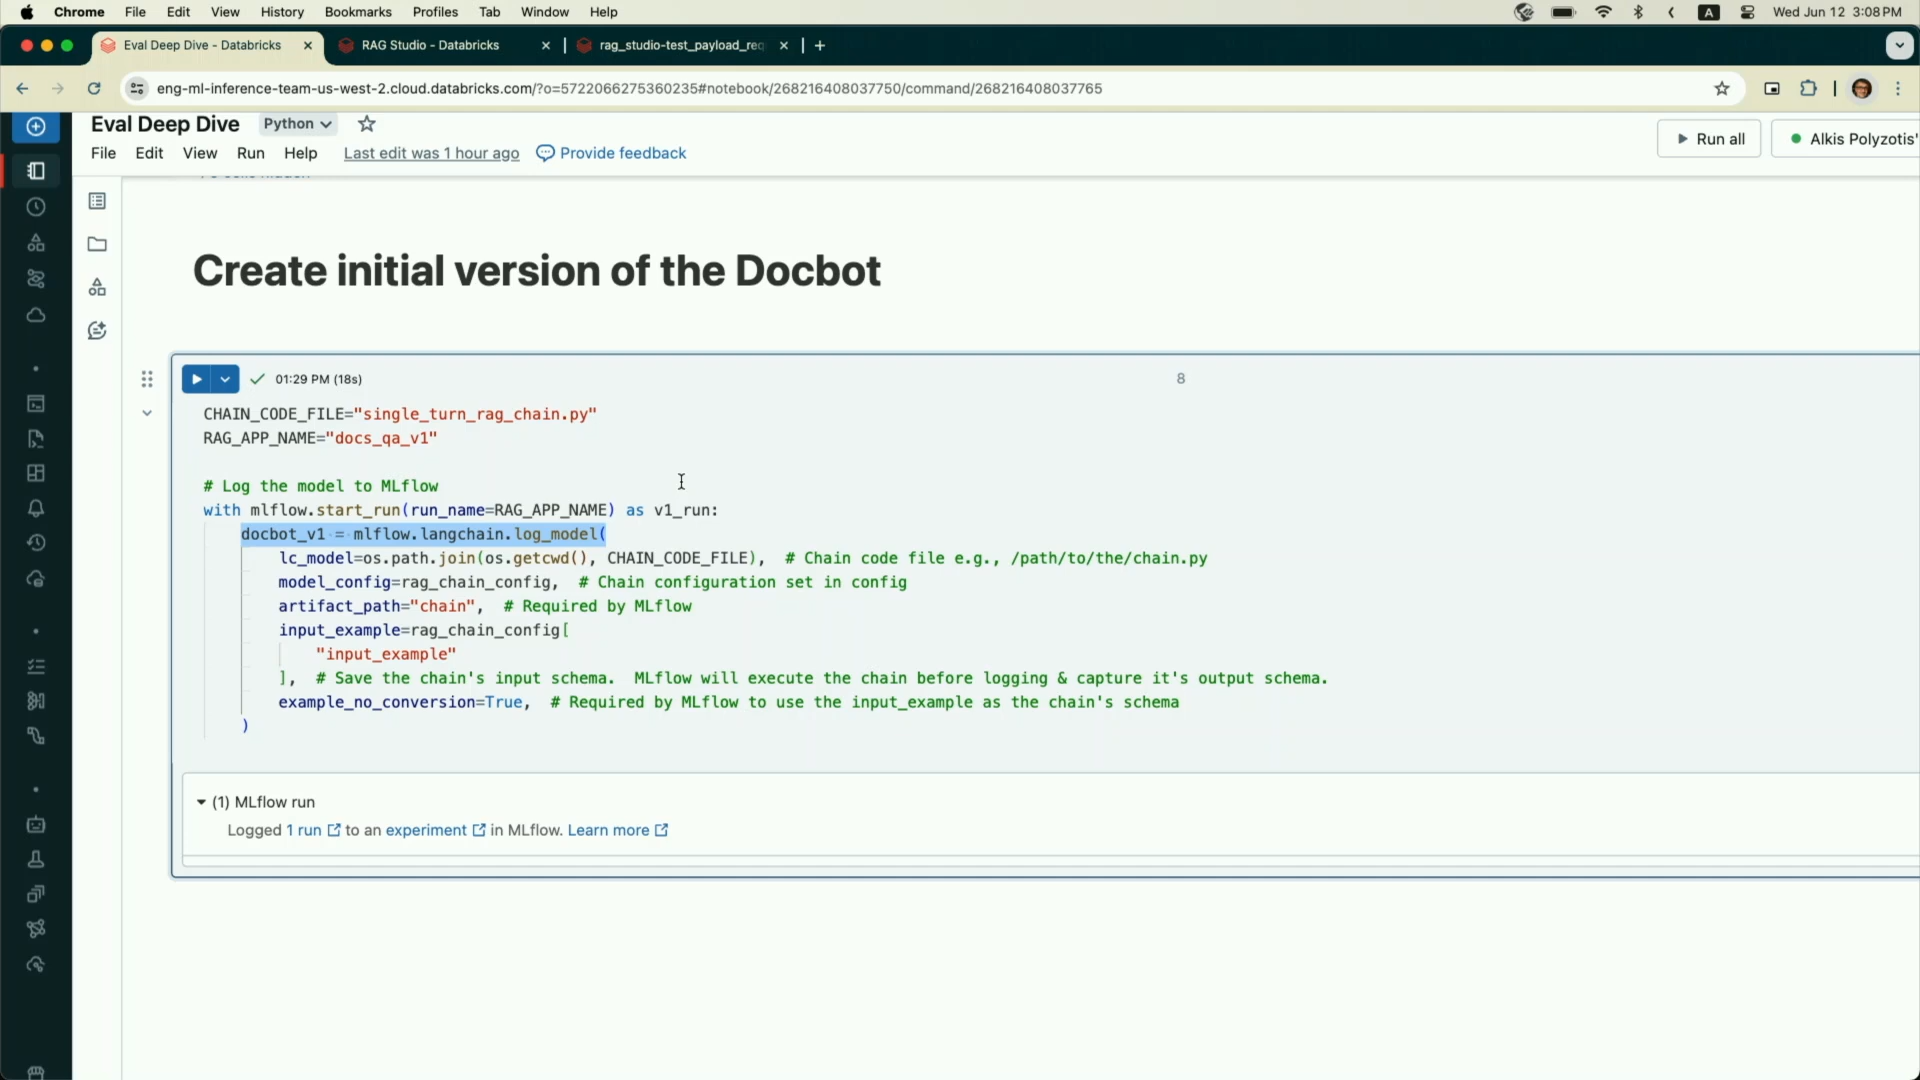 Chrome File Edit View History Bookmarks Profiles Tab Window Help A Wed Jun 12 3:08 PM
Eval Deep Dive - Databricks RAG Studio - Databricks rag_studio-test_payload_req
eng-ml-inference-team-us-west-2.cloud.databricks.com/?o=5722066275360235#notebook/268216408037750/command/268216408037765
Eval Deep Dive Python
Run all Alkis Polyzotis'
File Edit View Run Help Last edit was 1 hour ago Provide feedback
Create initial version of the Docbot
01:29 PM (18s) 8
CHAIN_CODE_FILE="single_turn_rag_chain.py"
RAG_APP_NAME="docs_qa_v1"
# Log the model to MLflow
with mlflow.start_run(run_name=RAG_APP_NAME) as v1_run:
docbot_v1 = mlflow.langchain.log_model(
lc_model=os.path.join(os.getcwd(), CHAIN_CODE_FILE), # Chain code file e.g., /path/to/the/chain.py
model_config=rag_chain_config, # Chain configuration set in config
artifact_path="chain", # Required by MLflow
input_example=rag_chain_config[
"input_example"
], # Save the chain's input schema. MLflow will execute the chain before logging & capture it's output schema.
example_no_conversion=True, # Required by MLflow to use the input_example as the chain's schema
)
(1) MLflow run
Logged 1 run to an experiment in MLflow. Learn more